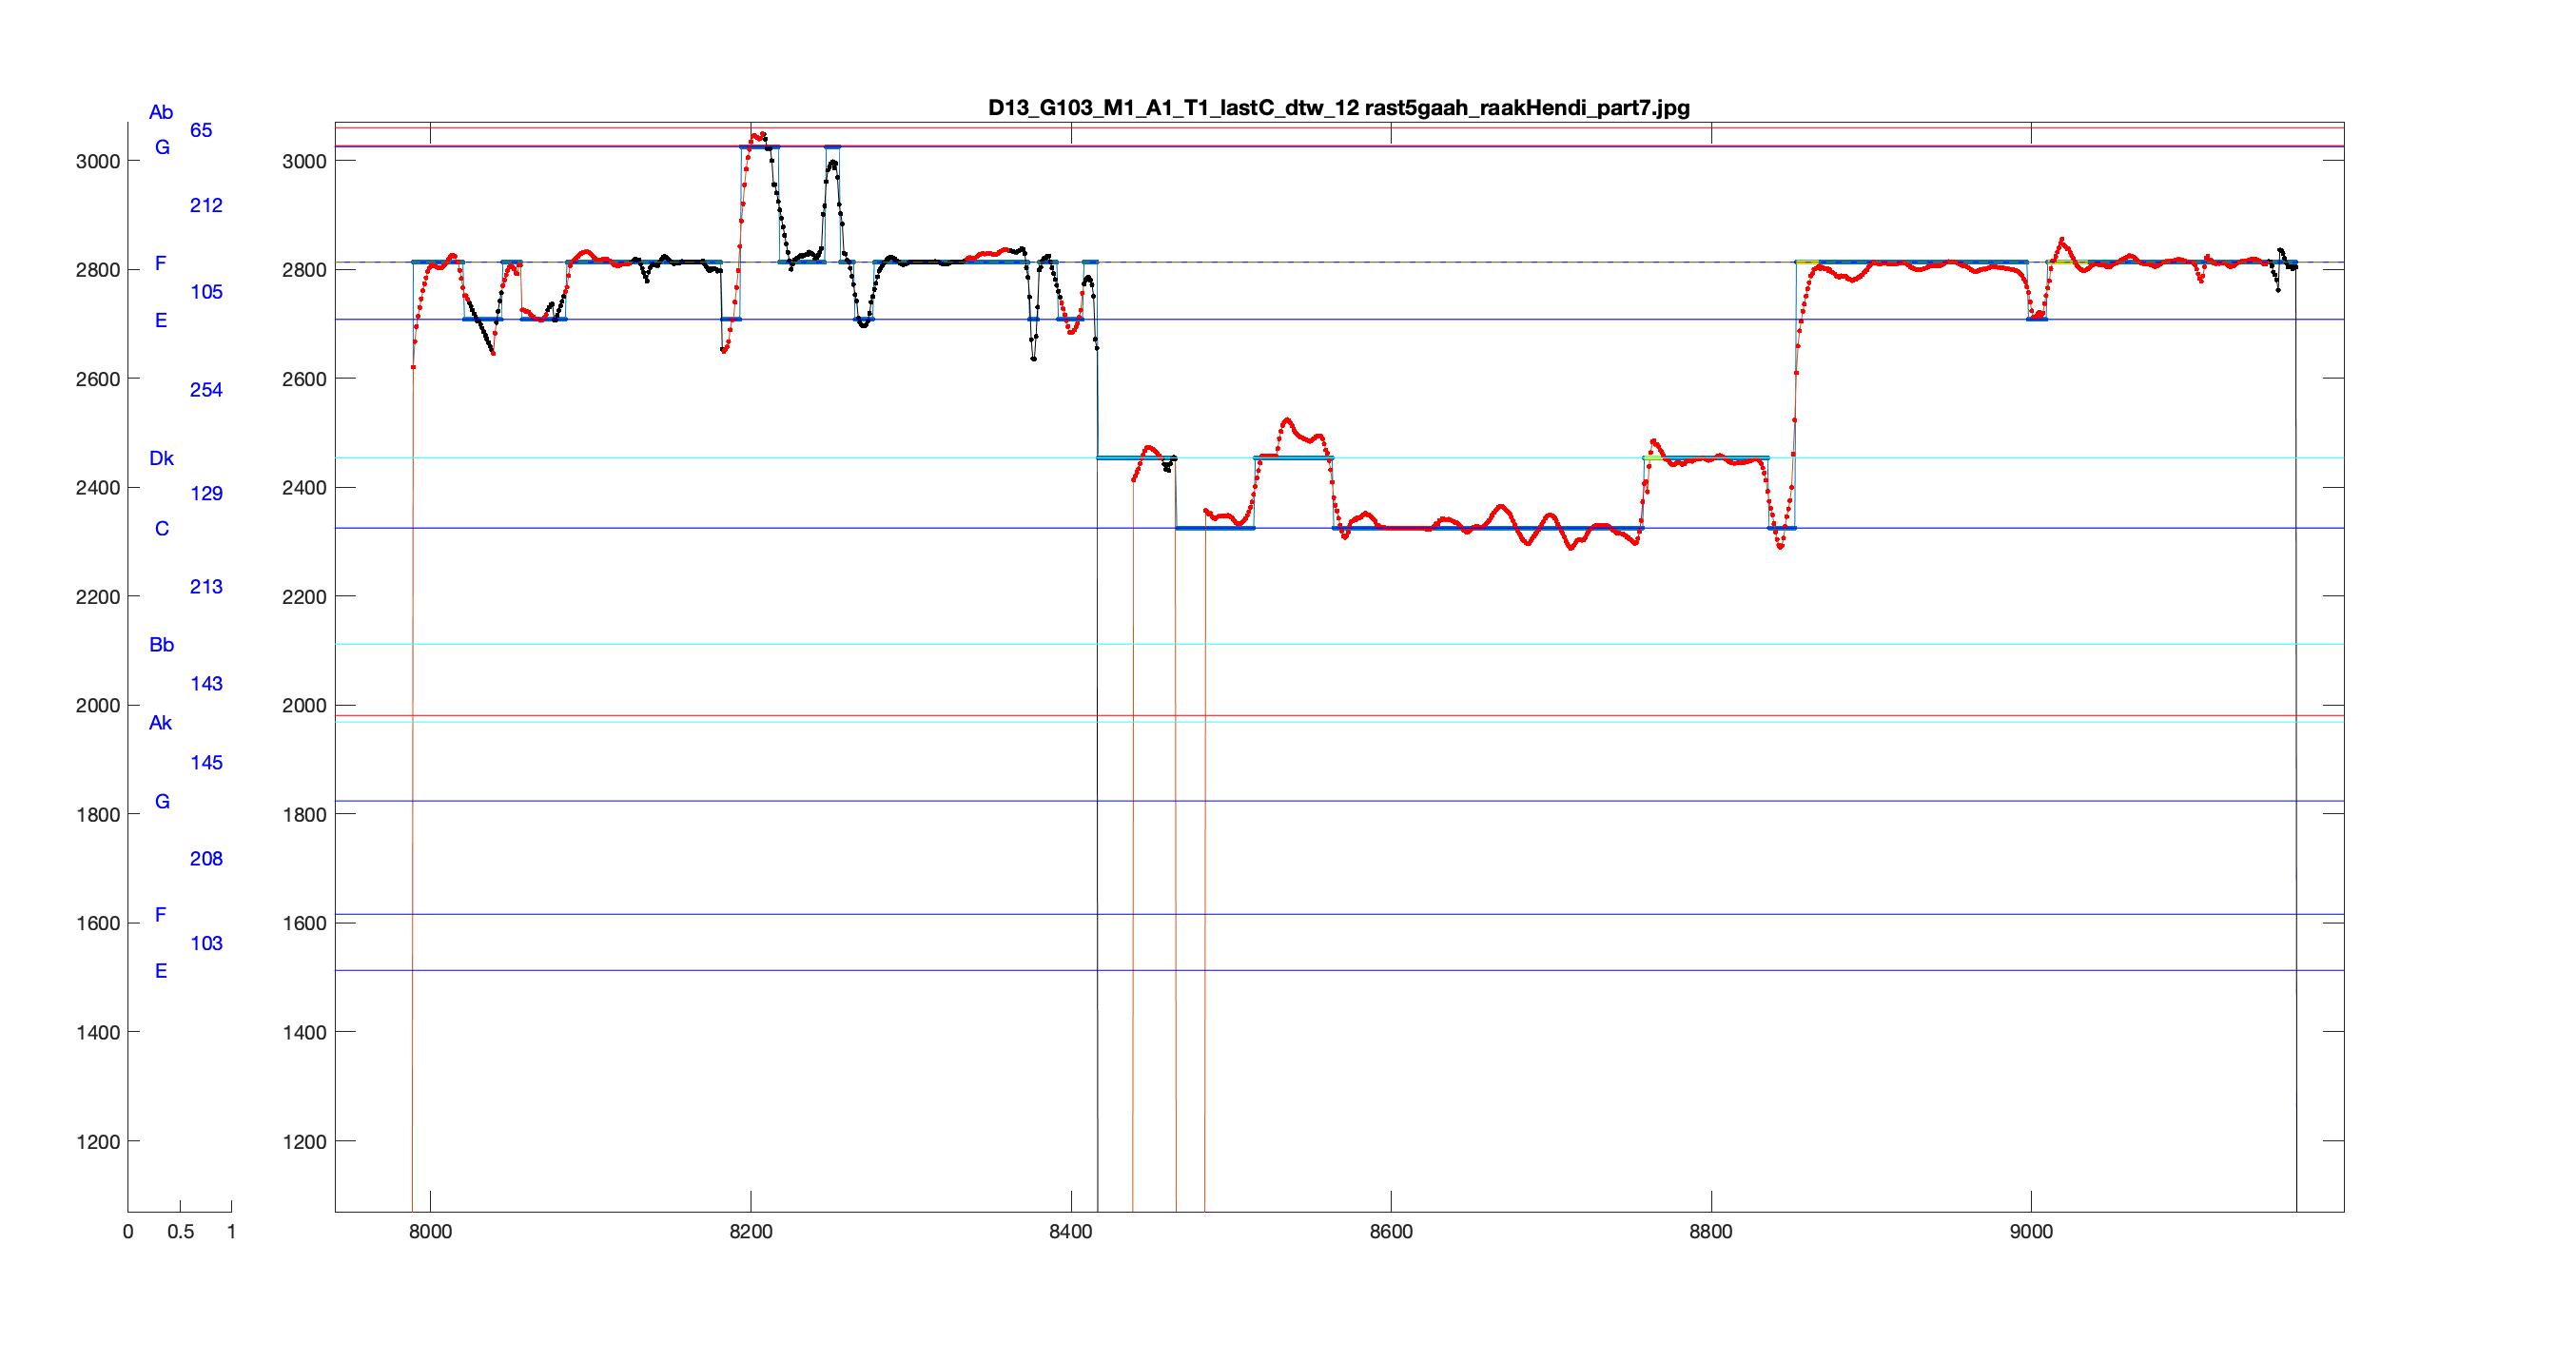 D13_G103_M1_A1_T1_lastC_dtw_12 rast5gaah_raakHendi_part7.jpg
Ab
65
3000 G 3000
212
2800 F 2800
105
E
2600 2600
254
Dk
2400 129 2400
C
2200 213 2200
Bb
143
2000 2000
Ak
145
G
1800 1800
208
F
1600 1600
103
E
1400 1400
1200 1200
0 0.5 1 8000 8200 8400 8600 8800 9000